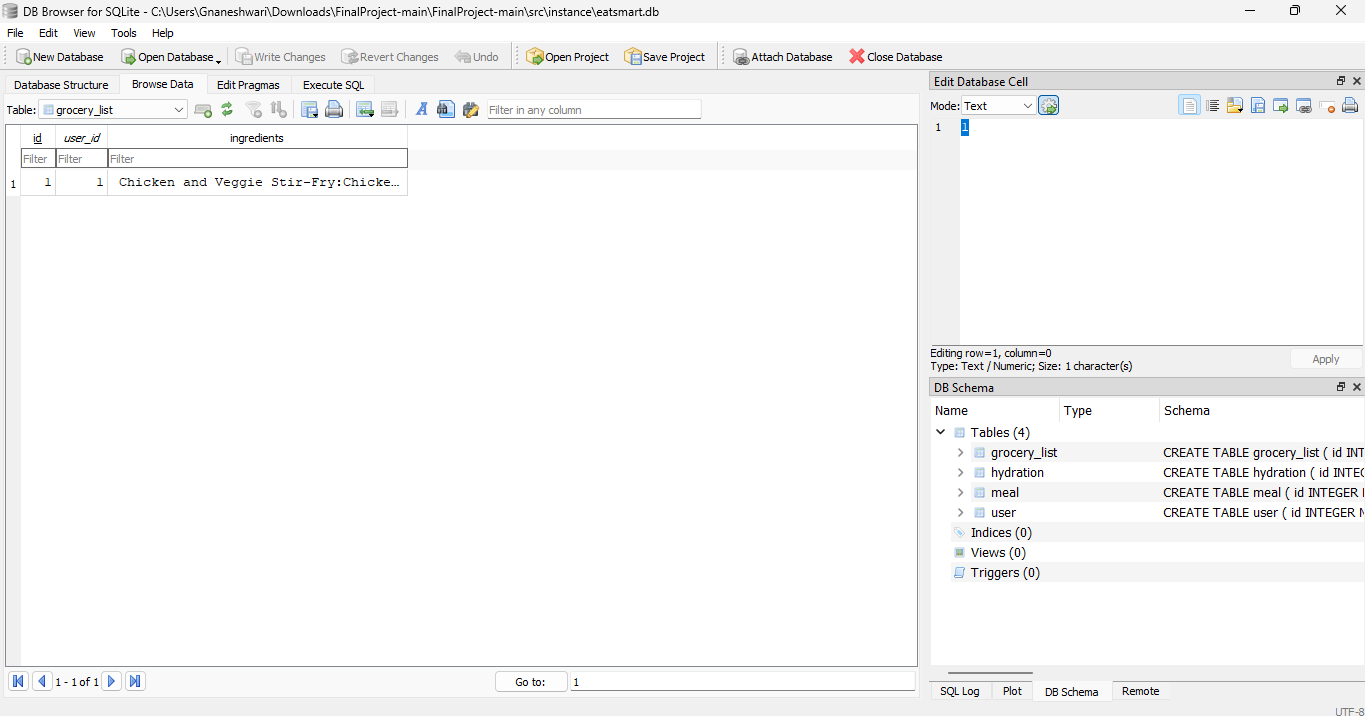 DB Browser for SQLite - C:\Users\Gnaneshwari\Downloads\FinalProject-main\FinalProject-main\src\instance\eatsmart.db
File Edit View Tools Help
New Database Open Database Write Changes Revert Changes Undo Open Project Save Project Attach Database Close Database
Database Structure Browse Data Edit Pragmas Execute SQL
Table: grocery_list Filter in any column
id user_id ingredients
Filter Filter Filter
1 1 1 Chicken and Veggie Stir-Fry:Chicke…
1 - 1 of 1 Go to: 1
Edit Database Cell
Mode: Text
1 1
Editing row=1, column=0
Type: Text / Numeric; Size: 1 character(s)
Apply
DB Schema
Name Type Schema
Tables (4)
grocery_list CREATE TABLE grocery_list ( id INT
hydration CREATE TABLE hydration ( id INTEG
meal CREATE TABLE meal ( id INTEGER
user CREATE TABLE user ( id INTEGER N
Indices (0)
Views (0)
Triggers (0)
SQL Log Plot DB Schema Remote
UTF-8